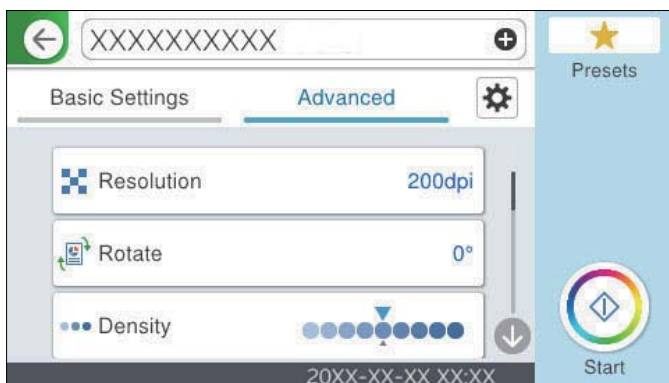 XXXXXXXXXX
Presets
Basic Settings Advanced
Resolution 200dpi
Rotate 0°
Density
Start
20XX-XX-XX XX:XX